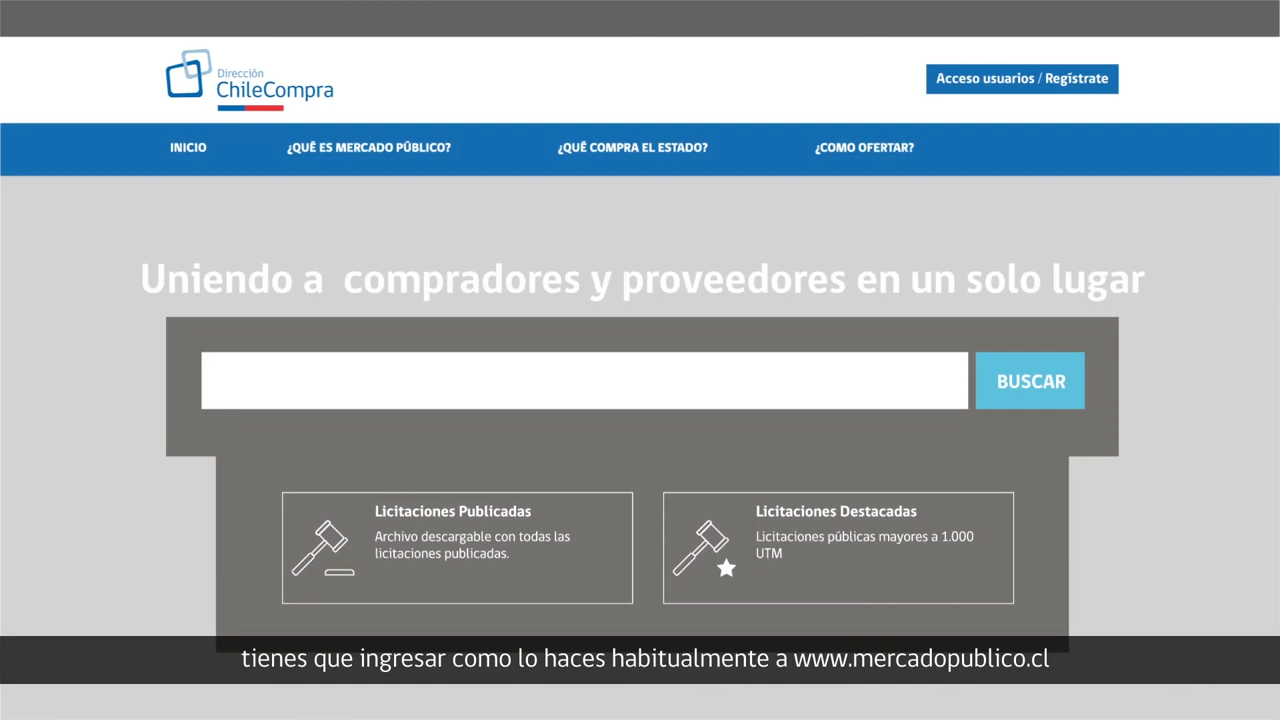 Dirección
ChileCompra
Acceso usuarios / Regístrate
INICIO
¿QUÉ ES MERCADO PÚBLICO?
¿QUÉ COMPRA EL ESTADO?
¿COMO OFERTAR?
Uniendo a compradores y proveedores en un solo lugar
BUSCAR
Licitaciones Publicadas
Archivo descargable con todas las
licitaciones publicadas.
Licitaciones Destacadas
Licitaciones públicas mayores a 1.000
UTM
tienes que ingresar como lo haces habitualmente a www.mercadopublico.cl